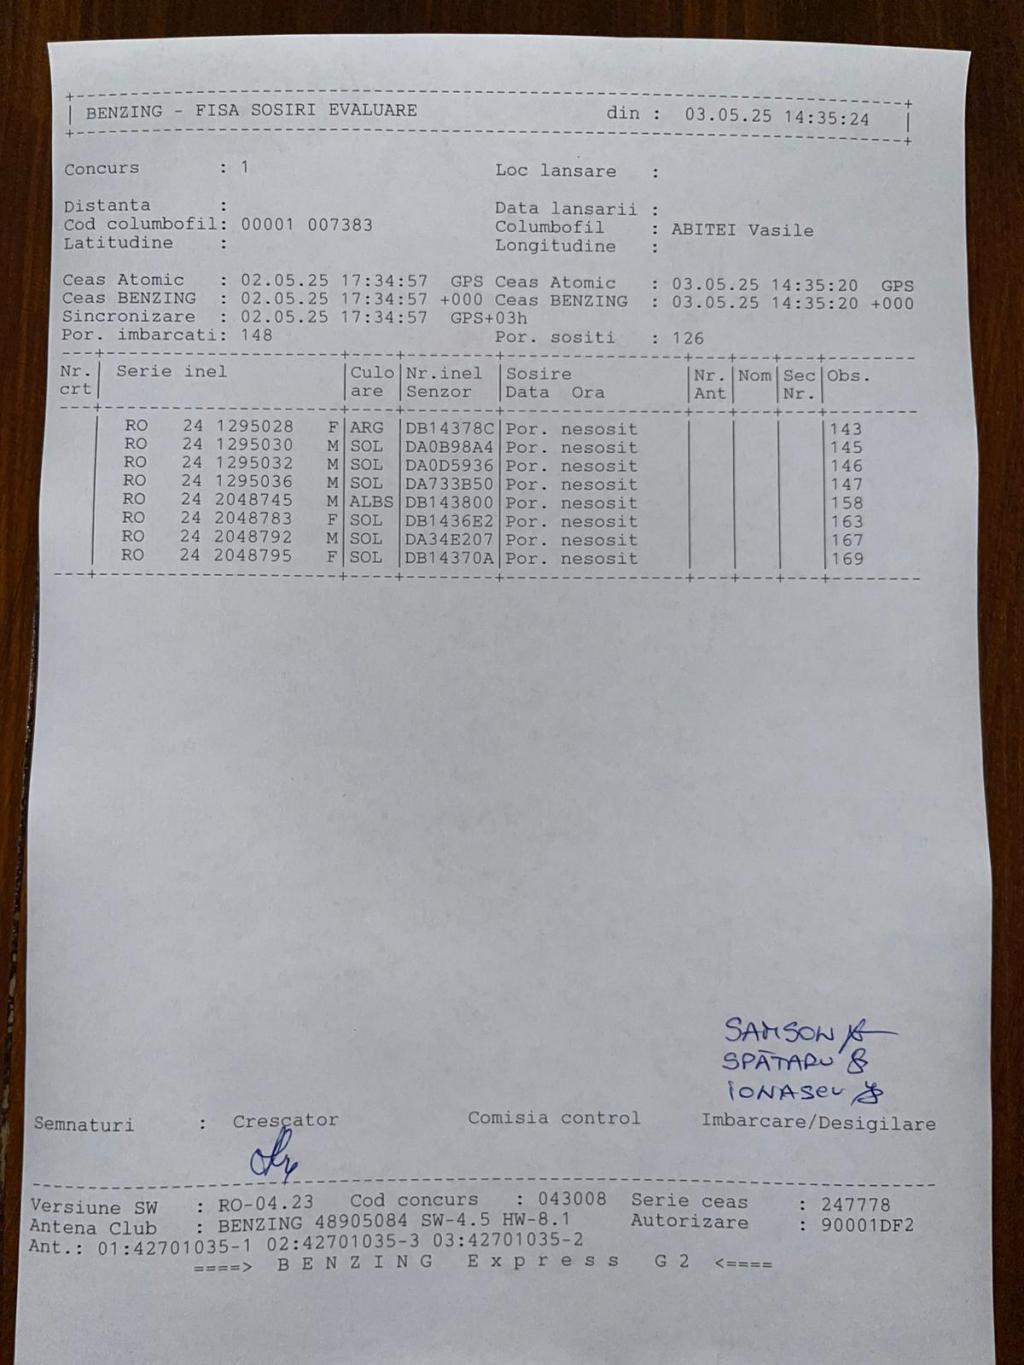 BENZING - FISA SOSIRI EVALUARE din : 03.05.25 14:35:24
Concurs : 1 Loc lansare :
Distanta : Data lansarii :
Cod columbofil: 00001 007383 Columbofil : ABITEI Vasile
Latitudine : Longitudine :
Ceas Atomic : 02.05.25 17:34:57 GPS Ceas Atomic : 03.05.25 14:35:20 GPS
Ceas BENZING : 02.05.25 17:34:57 +000 Ceas BENZING : 03.05.25 14:35:20 +000
Sincronizare : 02.05.25 17:34:57 GPS+03h
Por. imbarcati: 148 Por. sositi : 126
Nr. Serie inel Culo Nr.inel Sosire Nr. Nom Sec Obs.
crt are Senzor Data Ora Ant Nr.
RO 24 1295028 F ARG DB14378C Por. nesosit 143
RO 24 1295030 M SOL DA0B98A4 Por. nesosit 145
RO 24 1295032 M SOL DA0D5936 Por. nesosit 146
RO 24 1295036 M SOL DA733B50 Por. nesosit 147
RO 24 2048745 M ALBS DB143800 Por. nesosit 158
RO 24 2048783 F SOL DB1436E2 Por. nesosit 163
RO 24 2048792 M SOL DA34E207 Por. nesosit 167
RO 24 2048795 F SOL DB14370A Por. nesosit 169
SAMSON
SPĂTARU
IONASCU
Semnaturi : Crescator Comisia control Imbarcare/Desigilare
Versiune SW : RO-04.23 Cod concurs : 043008 Serie ceas : 247778
Antena Club : BENZING 48905084 SW-4.5 HW-8.1 Autorizare : 90001DF2
Ant.: 01:42701035-1 02:42701035-3 03:42701035-2
====> B E N Z I N G E x p r e s s G 2 <====